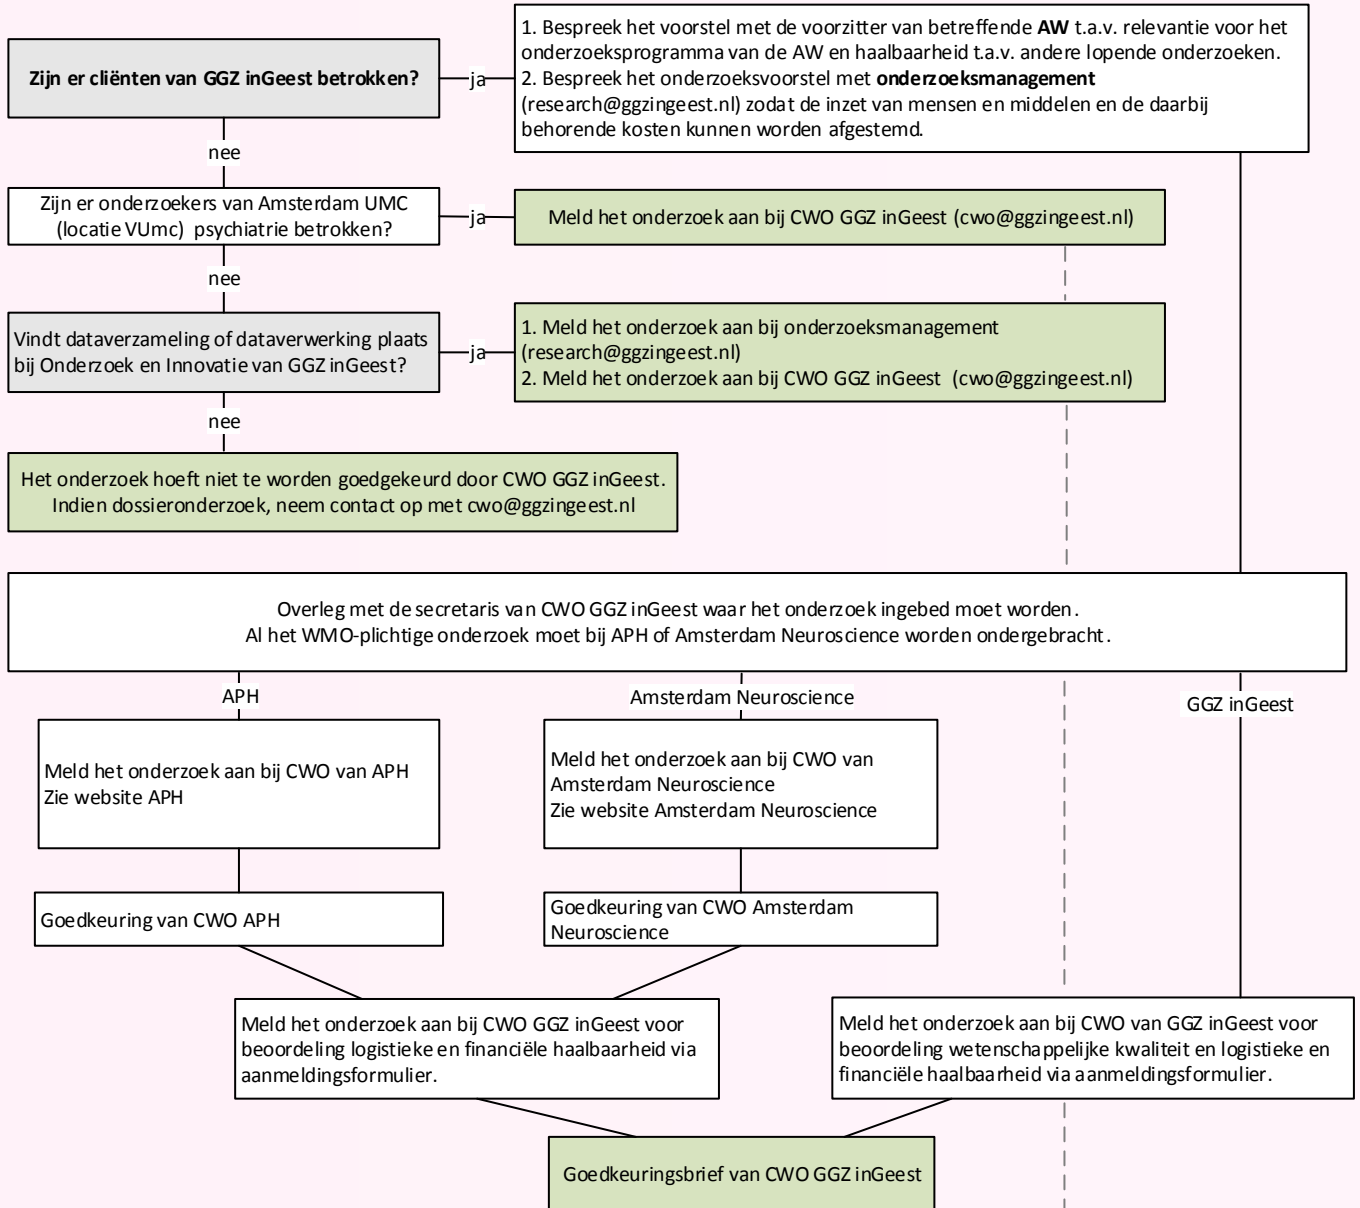 Zijn er cliënten van GGZ inGeest betrokken?
ja
1. Bespreek het voorstel met de voorzitter van betreffende AW t.a.v. relevantie voor het
onderzoeksprogramma van de AW en haalbaarheid t.a.v. andere lopende onderzoeken.
2. Bespreek het onderzoeksvoorstel met onderzoeksmanagement
(research@ggzingeest.nl) zodat de inzet van mensen en middelen en de daarbij
behorende kosten kunnen worden afgestemd.
nee
Zijn er onderzoekers van Amsterdam UMC
(locatie VUmc) psychiatrie betrokken?
ja
Meld het onderzoek aan bij CWO GGZ inGeest (cwo@ggzingeest.nl)
nee
Vindt dataverzameling of dataverwerking plaats
bij Onderzoek en Innovatie van GGZ inGeest?
ja
1. Meld het onderzoek aan bij onderzoeksmanagement
(research@ggzingeest.nl)
2. Meld het onderzoek aan bij CWO GGZ inGeest (cwo@ggzingeest.nl)
nee
Het onderzoek hoeft niet te worden goedgekeurd door CWO GGZ inGeest.
Indien dossieronderzoek, neem contact op met cwo@ggzingeest.nl
Overleg met de secretaris van CWO GGZ inGeest waar het onderzoek ingebed moet worden.
Al het WMO-plichtige onderzoek moet bij APH of Amsterdam Neuroscience worden ondergebracht.
APH
Amsterdam Neuroscience
GGZ inGeest
Meld het onderzoek aan bij CWO van APH
Zie website APH
Meld het onderzoek aan bij CWO van
Amsterdam Neuroscience
Zie website Amsterdam Neuroscience
Goedkeuring van CWO APH
Goedkeuring van CWO Amsterdam
Neuroscience
Meld het onderzoek aan bij CWO GGZ inGeest voor
beoordeling logistieke en financiële haalbaarheid via
aanmeldingsformulier.
Meld het onderzoek aan bij CWO van GGZ inGeest voor
beoordeling wetenschappelijke kwaliteit en logistieke en
financiële haalbaarheid via aanmeldingsformulier.
Goedkeuringsbrief van CWO GGZ inGeest